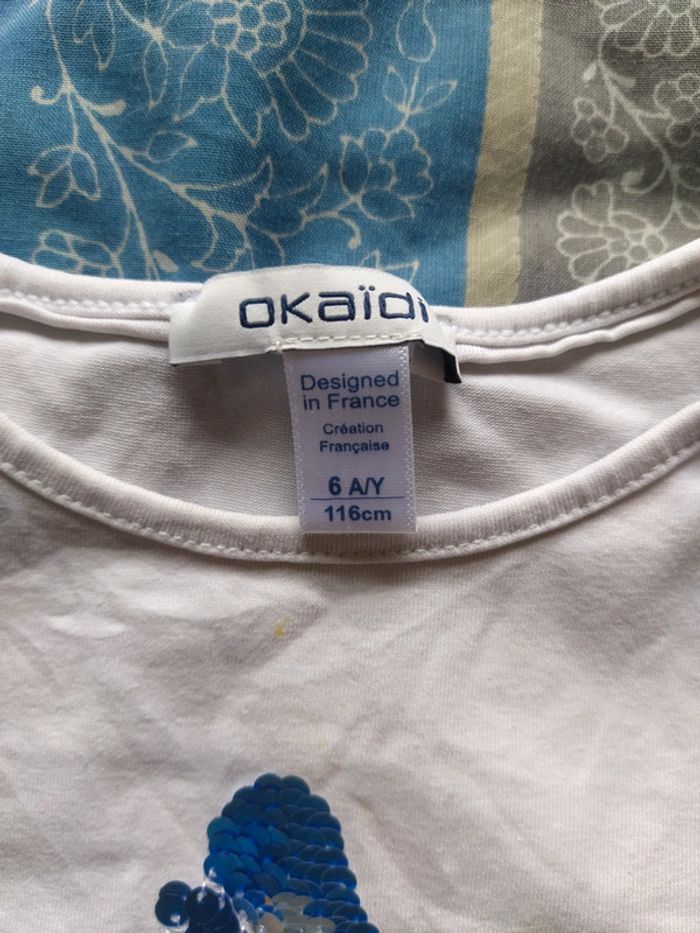 okaïdi
Designed
in France
Création
Française
6 A/Y
116cm